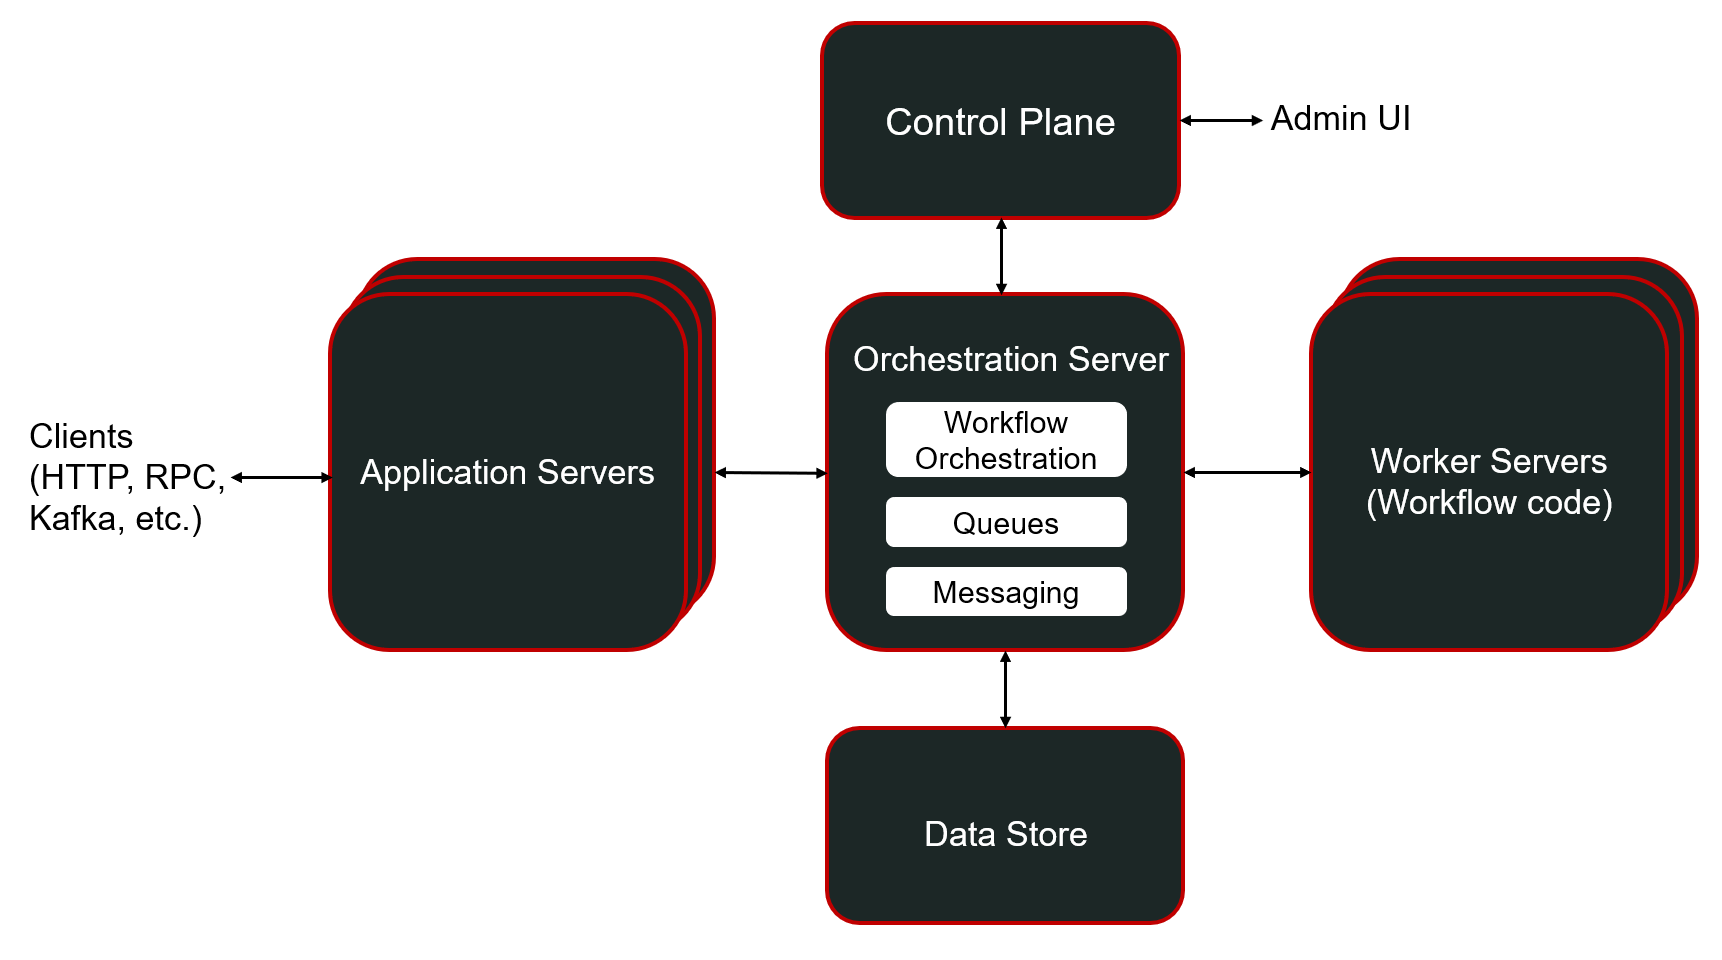 Control Plane
Admin UI
Clients
(HTTP, RPC,
Kafka, etc.)
Application Servers
Orchestration Server
Workflow
Orchestration
Queues
Messaging
Worker Servers
(Workflow code)
Data Store